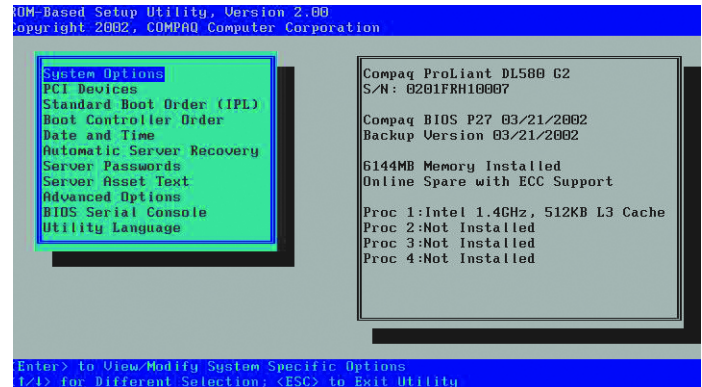 ROM-Based Setup Utility, Version 2.00
Copyright 2002, COMPAQ Computer Corporation
System Options
PCI Devices
Standard Boot Order (IPL)
Boot Controller Order
Date and Time
Automatic Server Recovery
Server Passwords
Server Asset Text
Advanced Options
BIOS Serial Console
Utility Language
Compaq ProLiant DL580 G2
S/N: 0201FRH10007
Compaq BIOS P27 03/21/2002
Backup Version 03/21/2002
6144MB Memory Installed
Online Spare with ECC Support
Proc 1:Intel 1.4GHz, 512KB L3 Cache
Proc 2:Not Installed
Proc 3:Not Installed
Proc 4:Not Installed
<Enter> to View/Modify System Specific Options
<↑/↓> for Different Selection; <ESC> to Exit Utility